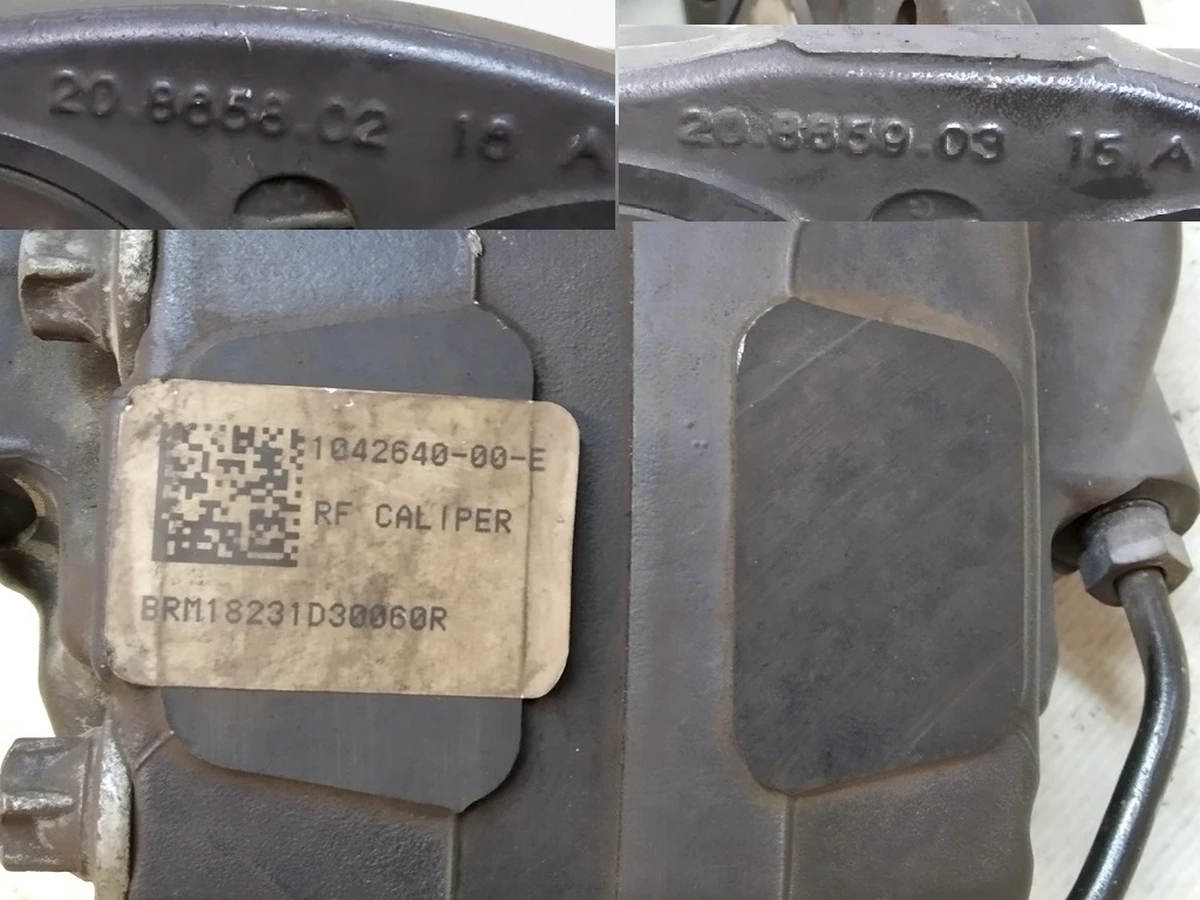 20.8858.02 18 A
20.8859.03 15 A
1042640-00-E
RF CALIPER
BRM18231D30060R